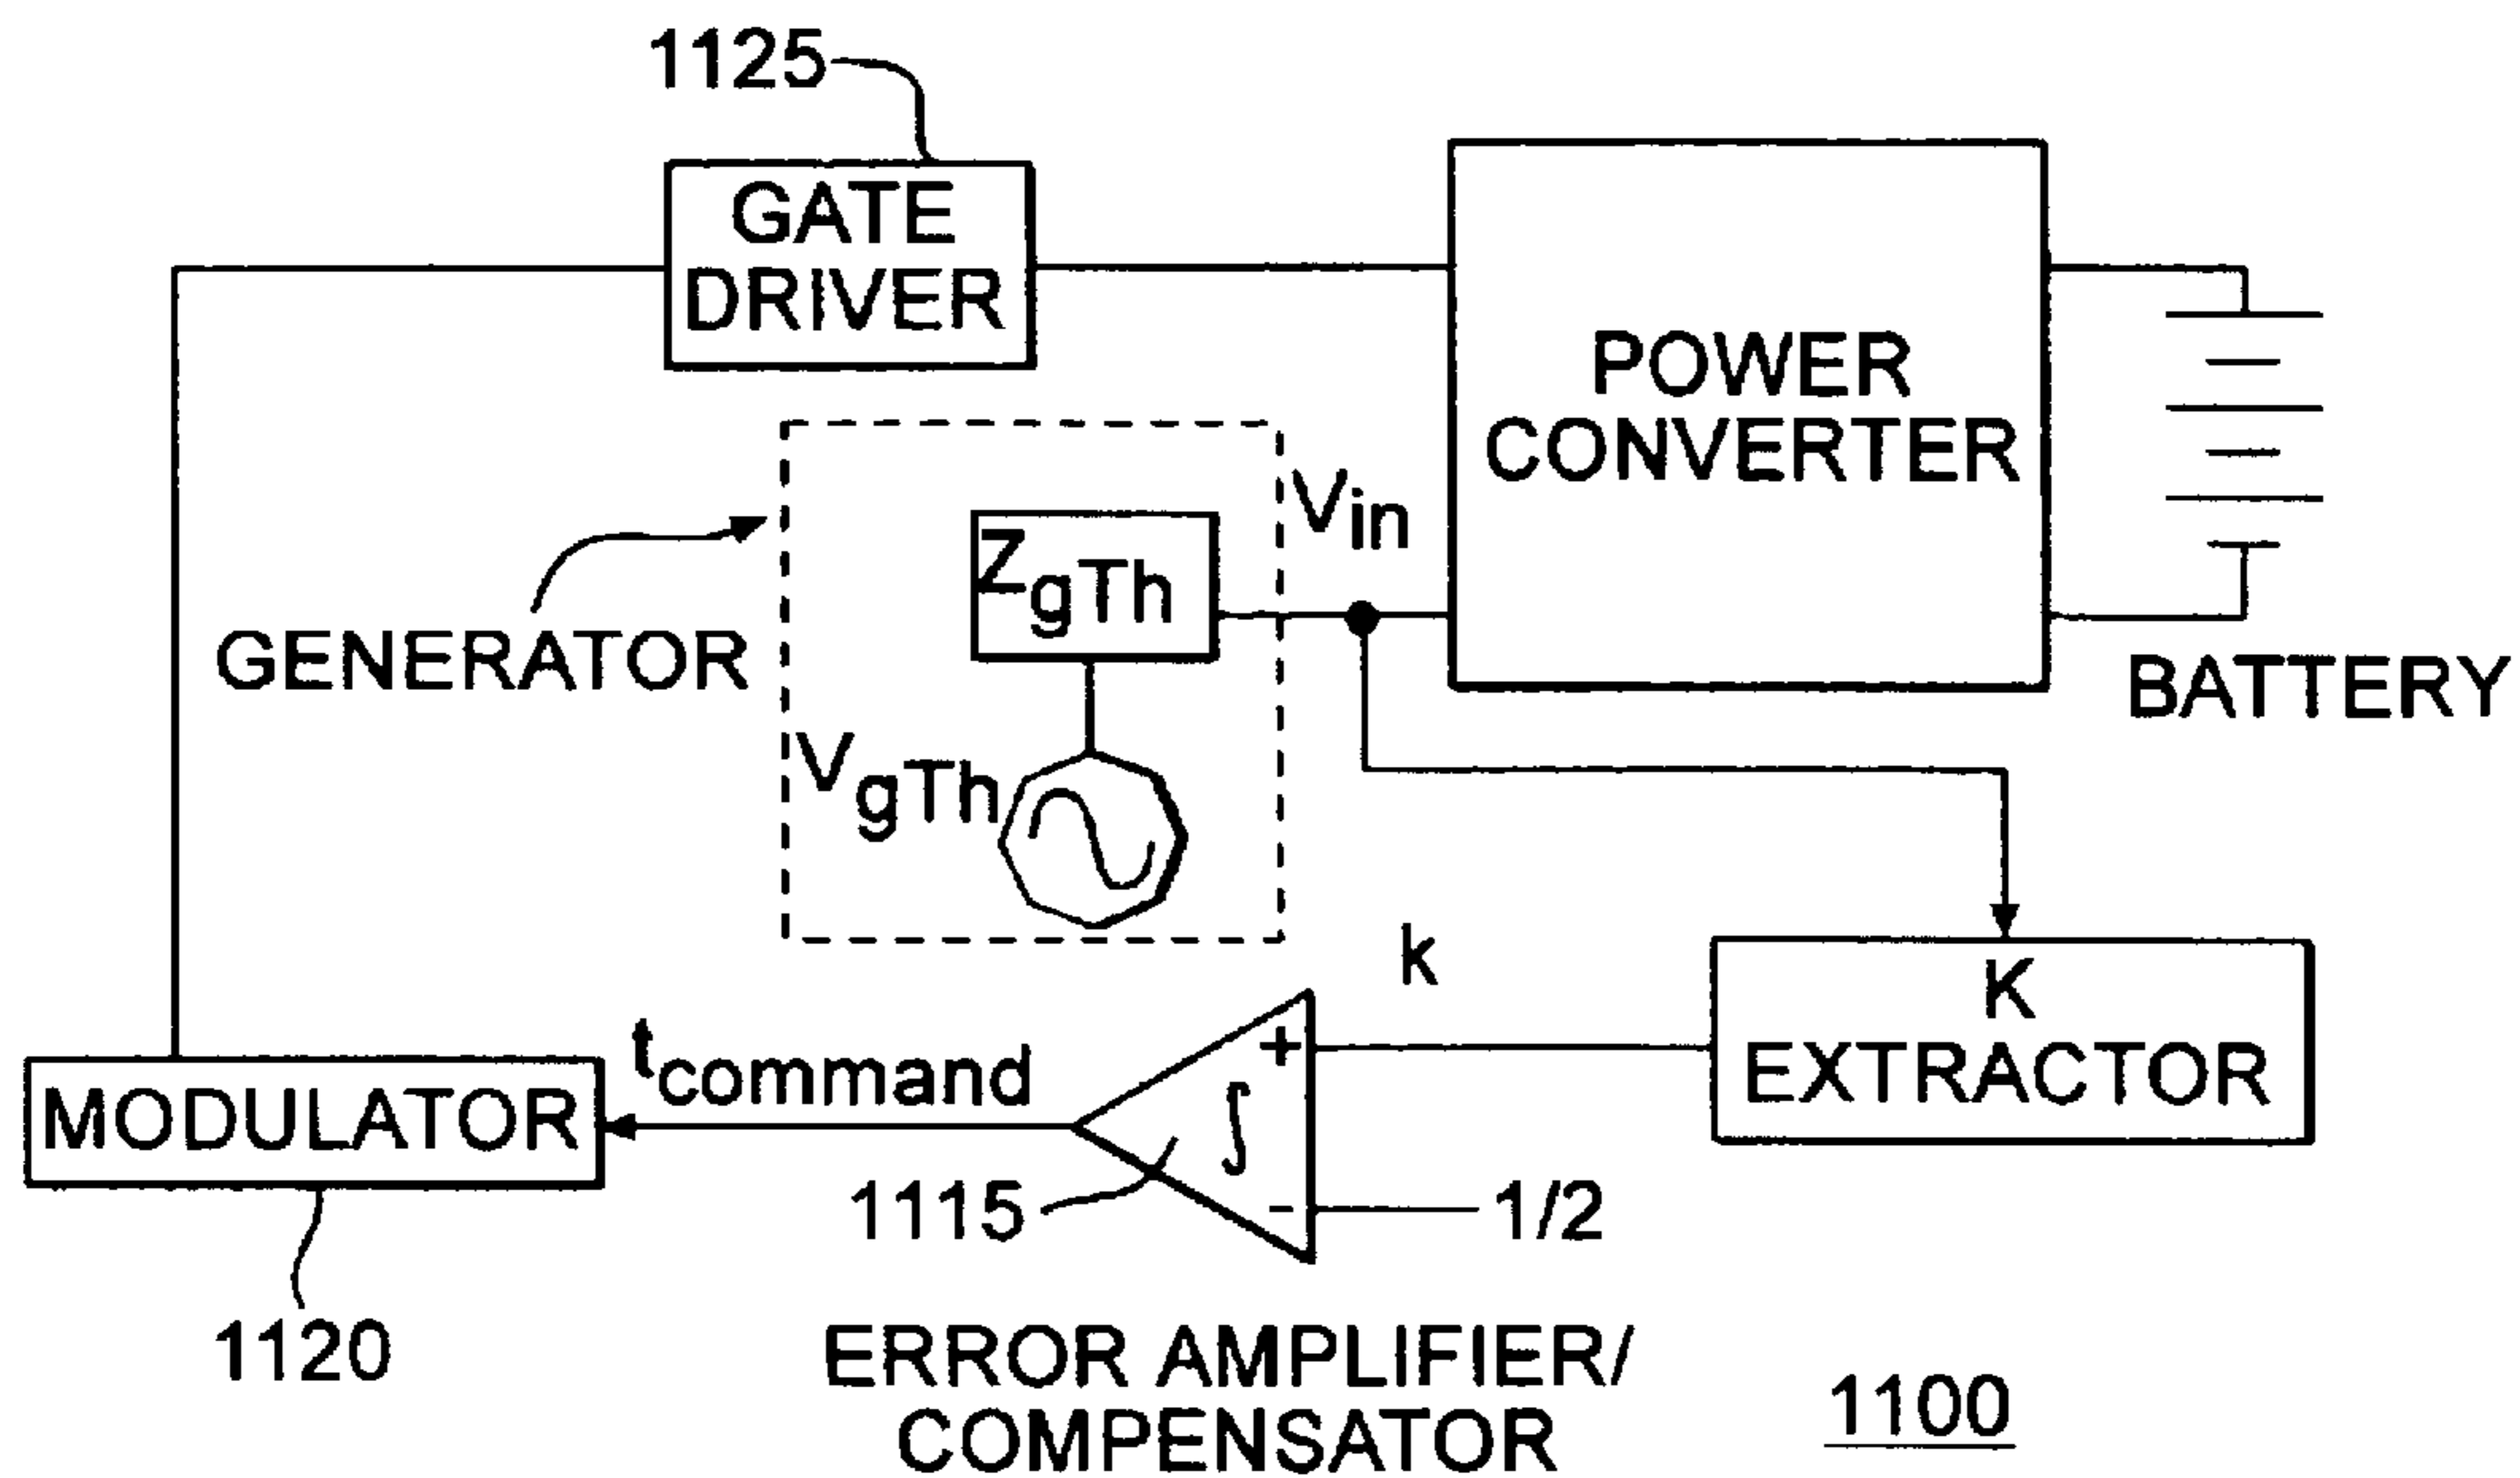 1125
GATE
DRIVER
POWER
CONVERTER
Vin
ZgTh
GENERATOR
BATTERY
VgTh
k
K
EXTRACTOR
+
∫
-
tcommand
MODULATOR
1115
1/2
1120
ERROR AMPLIFIER/
COMPENSATOR
1100